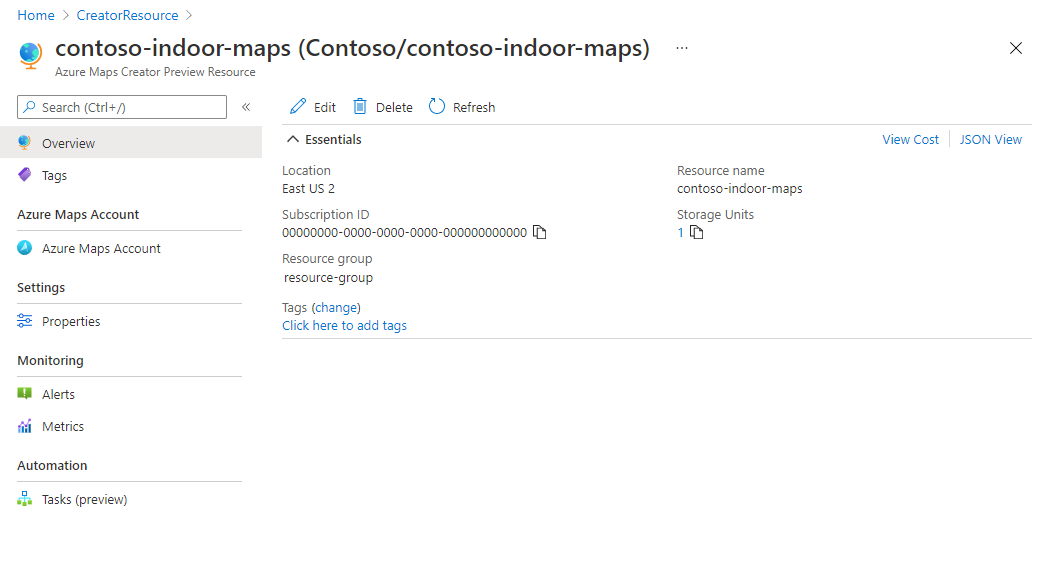 Home > CreatorResource >
contoso-indoor-maps (Contoso/contoso-indoor-maps) ...
Azure Maps Creator Preview Resource
Search (Ctrl+/) «
Overview
Tags
Azure Maps Account
Azure Maps Account
Settings
Properties
Monitoring
Alerts
Metrics
Automation
Tasks (preview)
Edit Delete Refresh
Essentials View Cost JSON View
Location
East US 2
Subscription ID
00000000-0000-0000-0000-000000000000
Resource group
resource-group
Resource name
contoso-indoor-maps
Storage Units
1
Tags (change)
Click here to add tags